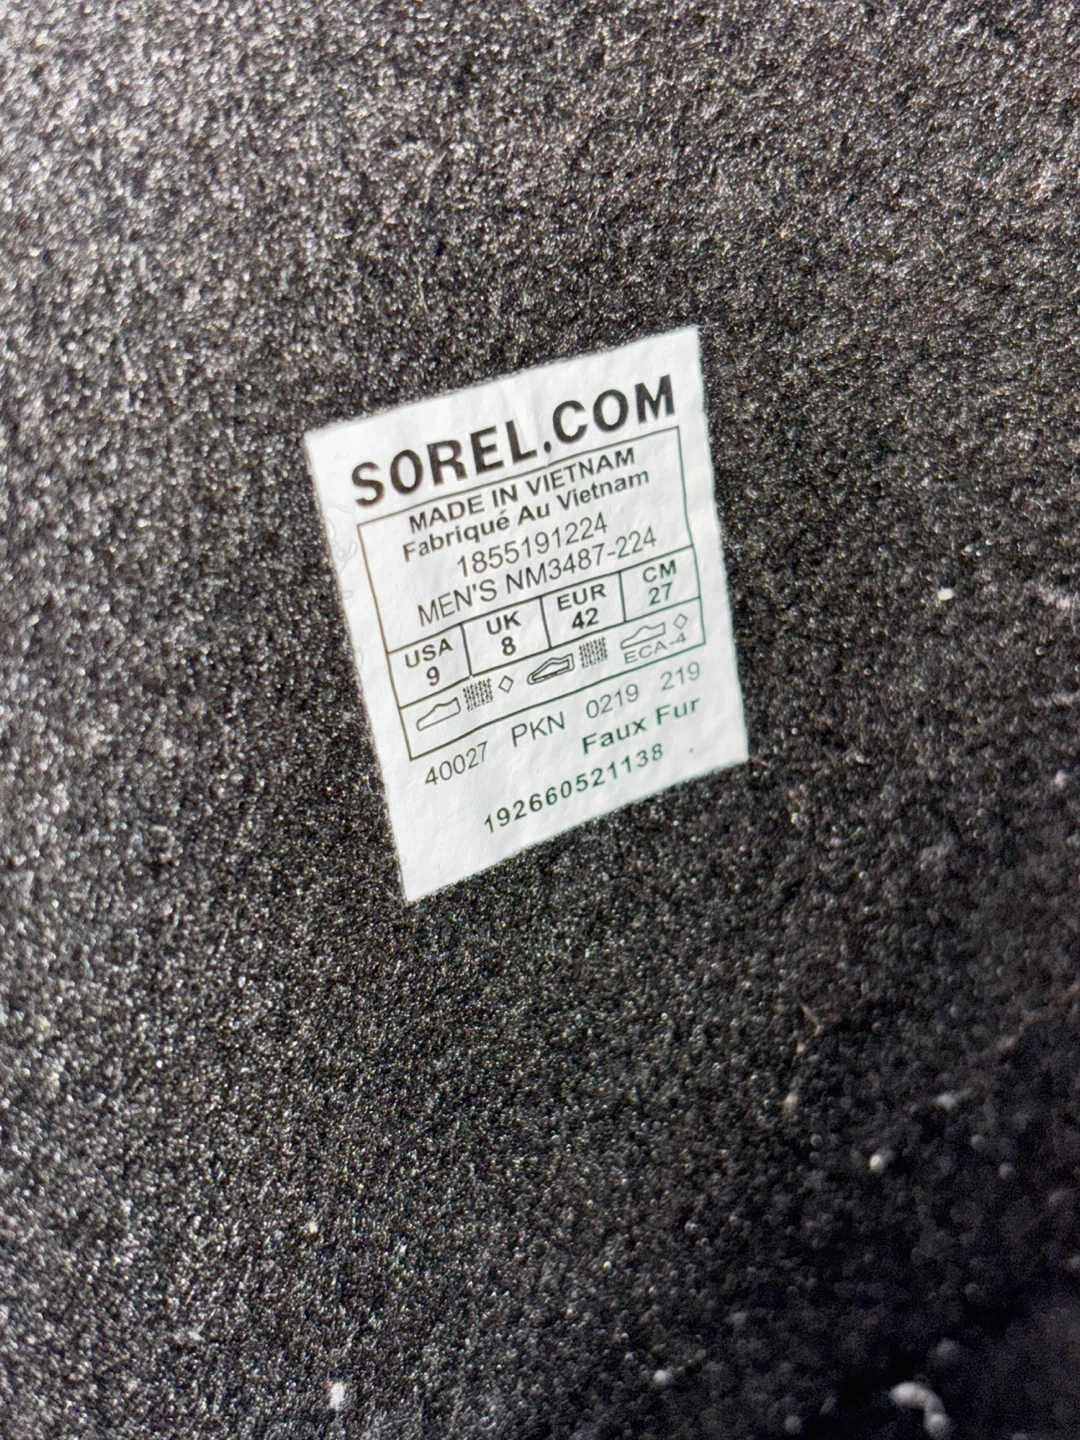 SOREL.COM
MADE IN VIETNAM
Fabriqué Au Vietnam
1855191224
MEN'S NM3487-224
USA UK EUR CM
9 8 42 27
ECA-4
40027 PKN 0219 219
Faux Fur
192660521138